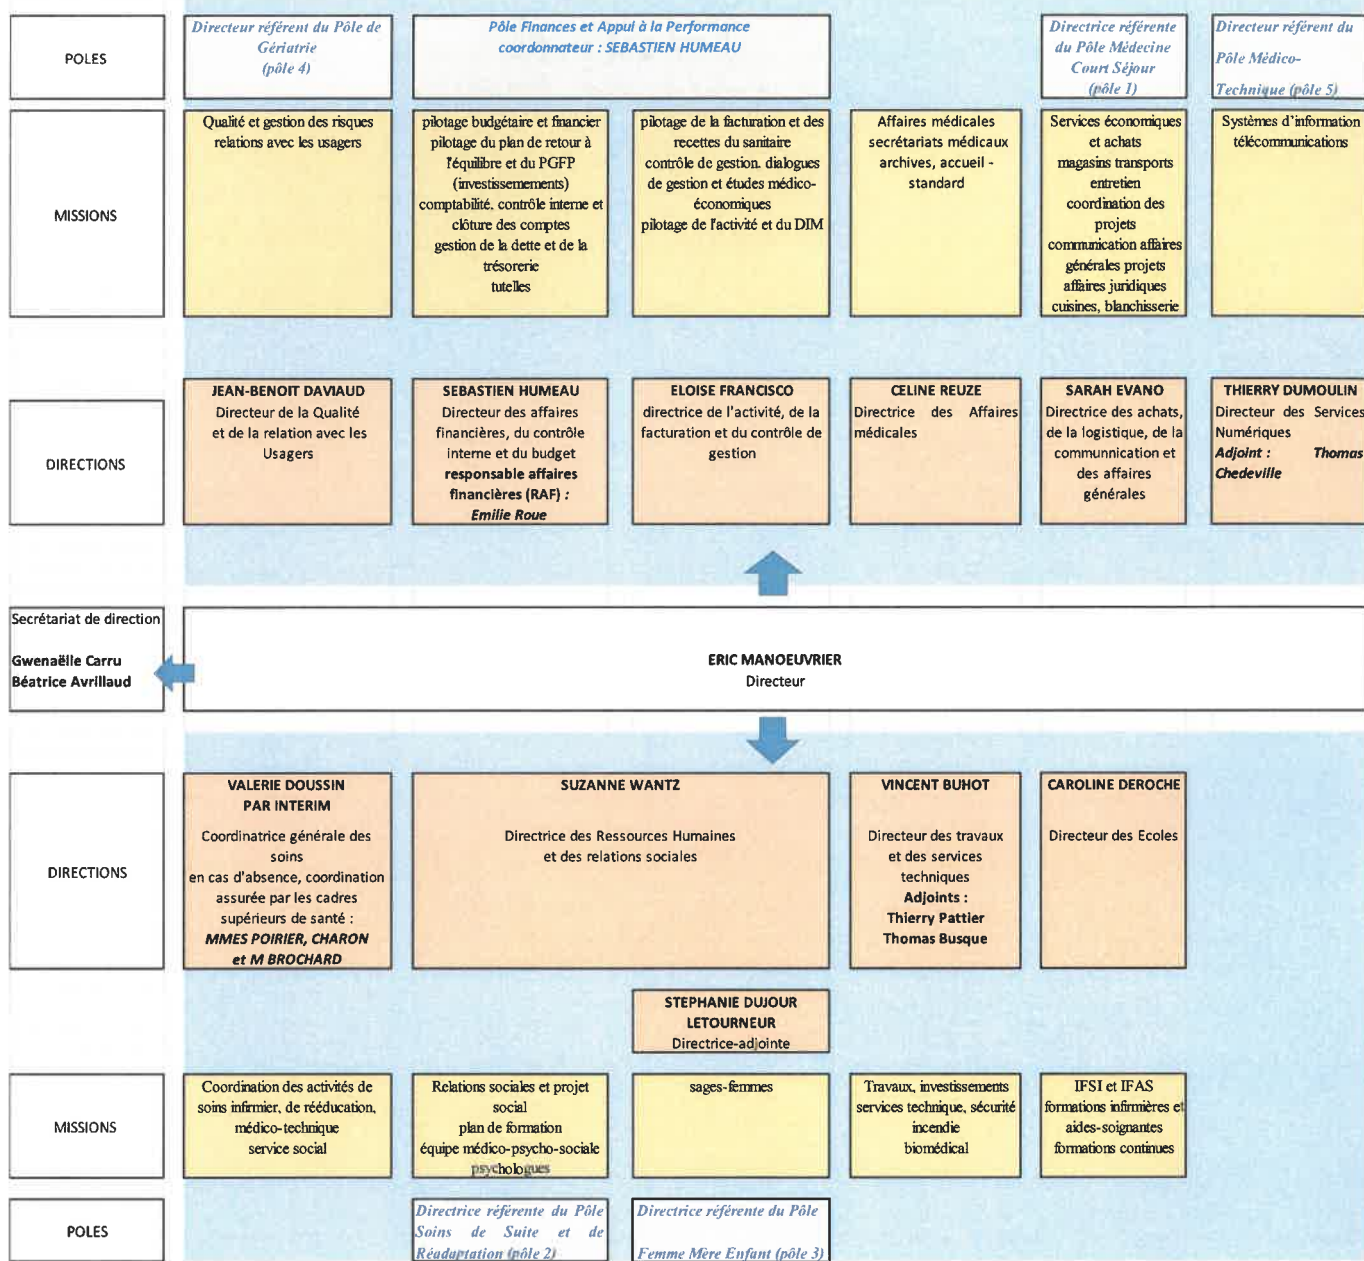 POLES
Directeur référent du Pôle de
Gériatrie
(pôle 4)
Pôle Finances et Appui à la Performance
coordonnateur : SEBASTIEN HUMEAU
Directrice référente
du Pôle Médecine
Court Séjour
(pôle 1)
Directeur référent du
Pôle Médico-
Technique (pôle 5)
MISSIONS
Qualité et gestion des risques
relations avec les usagers
pilotage budgétaire et financier
pilotage du plan de retour à
l'équilibre et du PGFP
(investissemements)
comptabilité, contrôle interne et
clôture des comptes
gestion de la dette et de la
trésorerie
tutelles
pilotage de la facturation et des
recettes du sanitaire
contrôle de gestion. dialogues
de gestion et études médico-
économiques
pilotage de l'activité et du DIM
Affaires médicales
secrétariats médicaux
archives, accueil -
standard
Services économiques
et achats
magasins transports
entretien
coordination des
projets
communication affaires
générales projets
affaires juridiques
cuisines, blanchisserie
Systèmes d'information
télécommunications
DIRECTIONS
JEAN-BENOIT DAVIAUD
Directeur de la Qualité
et de la relation avec les
Usagers
SEBASTIEN HUMEAU
Directeur des affaires
financières, du contrôle
interne et du budget
responsable affaires
financières (RAF) :
Emilie Roue
ELOISE FRANCISCO
directrice de l'activité, de la
facturation et du contrôle de
gestion
CELINE REUZE
Directrice des Affaires
médicales
SARAH EVANO
Directrice des achats,
de la logistique, de la
communnication et
des affaires
générales
THIERRY DUMOULIN
Directeur des Services
Numériques
Adjoint : Thomas
Chedeville
Secrétariat de direction
Gwenaëlle Carru
Béatrice Avrillaud
ERIC MANOEUVRIER
Directeur
DIRECTIONS
VALERIE DOUSSIN
PAR INTERIM
Coordinatrice générale des
soins
en cas d'absence, coordination
assurée par les cadres
supérieurs de santé :
MMES POIRIER, CHARON
et M BROCHARD
SUZANNE WANTZ
Directrice des Ressources Humaines
et des relations sociales
VINCENT BUHOT
Directeur des travaux
et des services
techniques
Adjoints :
Thierry Pattier
Thomas Busque
CAROLINE DEROCHE
Directeur des Ecoles
STEPHANIE DUJOUR
LETOURNEUR
Directrice-adjointe
MISSIONS
Coordination des activités de
soins infirmier, de rééducation,
médico-technique
service social
Relations sociales et projet
social
plan de formation
équipe médico-psycho-sociale
psychologues
sages-femmes
Travaux, investissements
services technique, sécurité
incendie
biomédical
IFSI et IFAS
formations infirmières et
aides-soignantes
formations continues
POLES
Directrice référente du Pôle
Soins de Suite et de
Réadaptation (pôle 2)
Directrice référente du Pôle
Femme Mère Enfant (pôle 3)